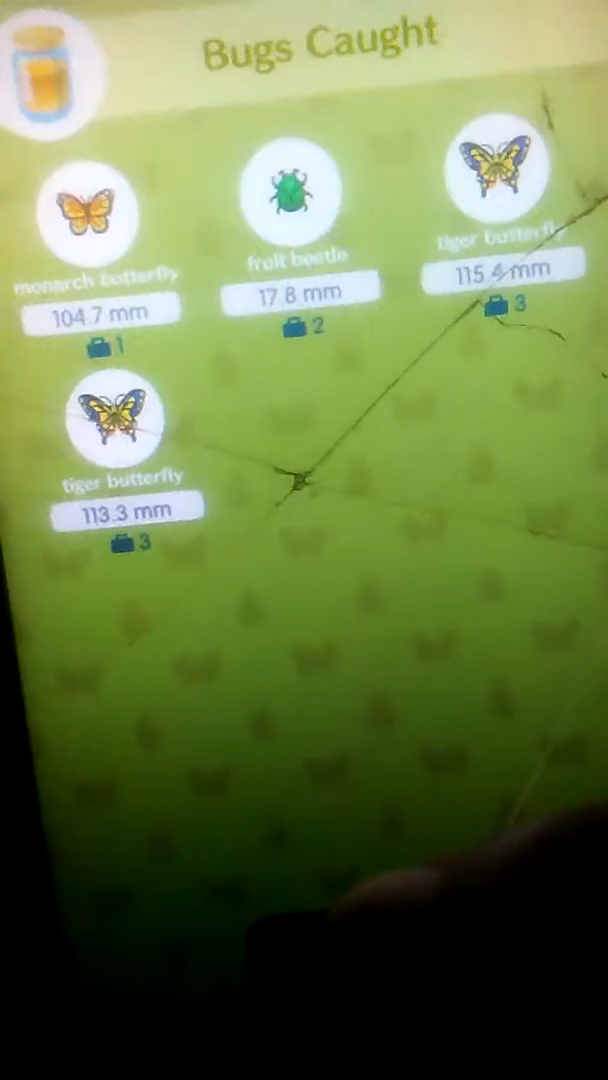 Bugs Caught
monarch butterfly
104.7 mm
1
fruit beetle
17.8 mm
2
tiger butterfly
115.4 mm
3
tiger butterfly
113.3 mm
3